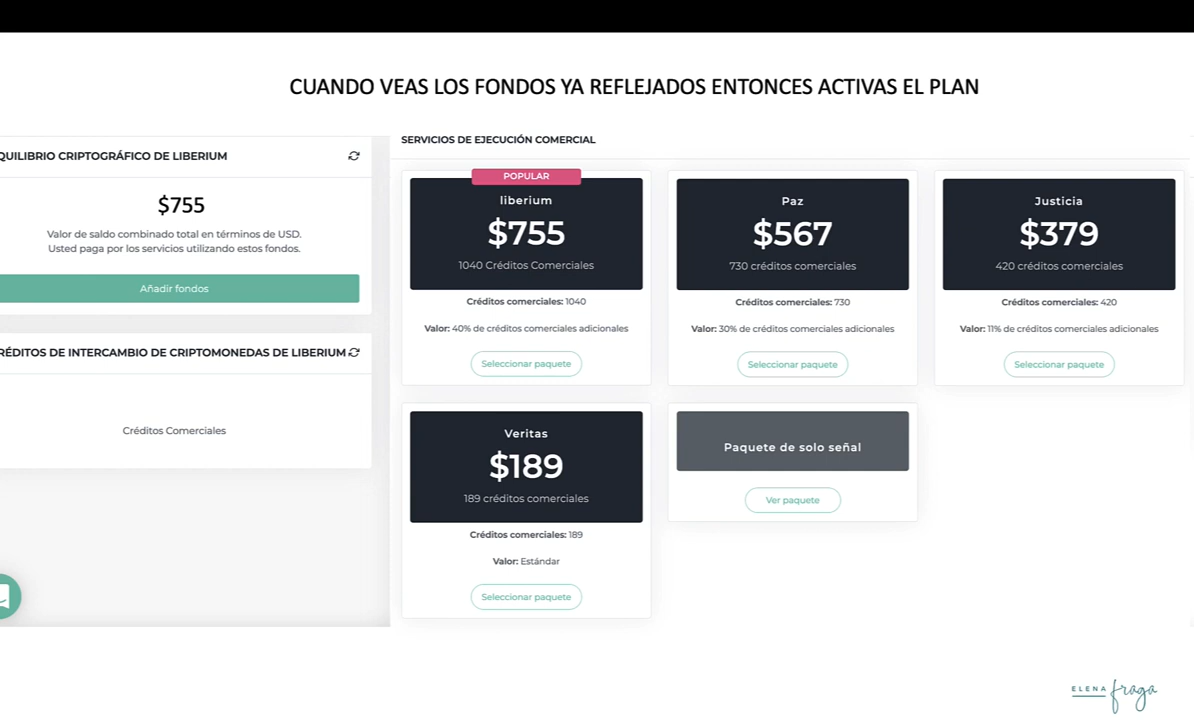 CUANDO VEAS LOS FONDOS YA REFLEJADOS ENTONCES ACTIVAS EL PLAN
QUILIBRIO CRIPTOGRÁFICO DE LIBERIUM
$755
Valor de saldo combinado total en términos de USD.
Usted paga por los servicios utilizando estos fondos.
Añadir fondos
RÉDITOS DE INTERCAMBIO DE CRIPTOMONEDAS DE LIBERIUM
Créditos Comerciales
SERVICIOS DE EJECUCIÓN COMERCIAL
POPULAR
liberium
$755
1040 Créditos Comerciales
Créditos comerciales: 1040
Valor: 40% de créditos comerciales adicionales
Seleccionar paquete
Paz
$567
730 créditos comerciales
Créditos comerciales: 730
Valor: 30% de créditos comerciales adicionales
Seleccionar paquete
Justicia
$379
420 créditos comerciales
Créditos comerciales: 420
Valor: 11% de créditos comerciales adicionales
Seleccionar paquete
Veritas
$189
189 créditos comerciales
Créditos comerciales: 189
Valor: Estándar
Seleccionar paquete
Paquete de solo señal
Ver paquete
ELENA fraga